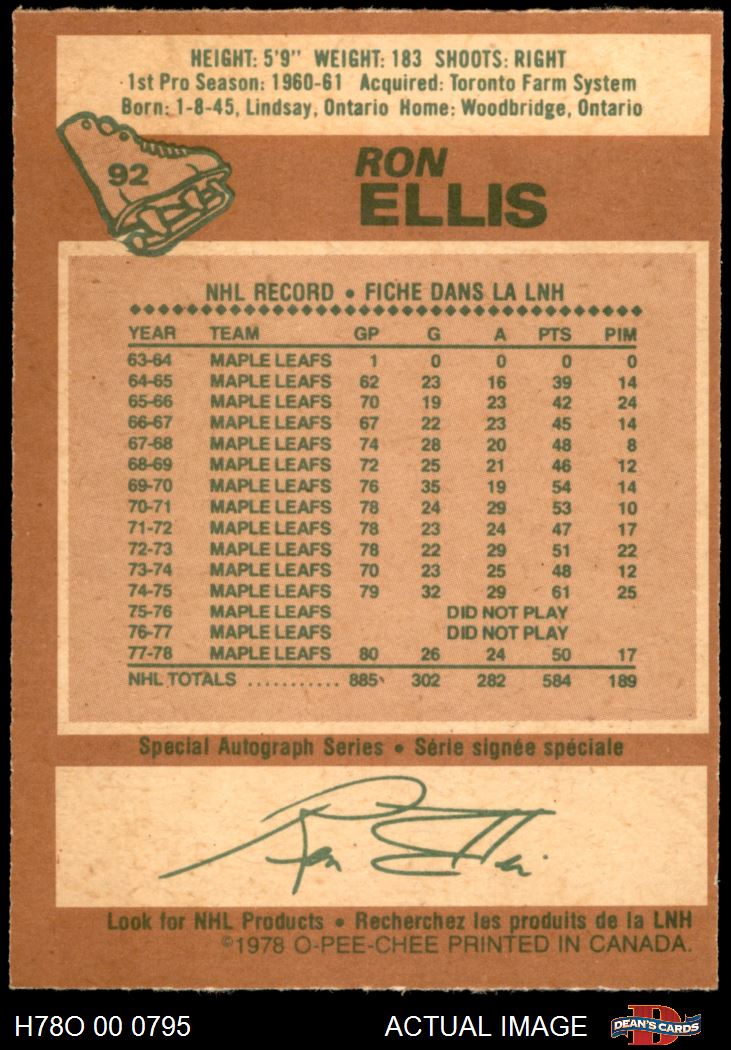 HEIGHT: 5'9" WEIGHT: 183 SHOOTS: RIGHT
1st Pro Season: 1960-61 Acquired: Toronto Farm System
Born: 1-8-45, Lindsay, Ontario Home: Woodbridge, Ontario
92
RON
ELLIS
NHL RECORD • FICHE DANS LA LNH
YEAR TEAM GP G A PTS PIM
63-64 MAPLE LEAFS 1 0 0 0 0
64-65 MAPLE LEAFS 62 23 16 39 14
65-66 MAPLE LEAFS 70 19 23 42 24
66-67 MAPLE LEAFS 67 22 23 45 14
67-68 MAPLE LEAFS 74 28 20 48 8
68-69 MAPLE LEAFS 72 25 21 46 12
69-70 MAPLE LEAFS 76 35 19 54 14
70-71 MAPLE LEAFS 78 24 29 53 10
71-72 MAPLE LEAFS 78 23 24 47 17
72-73 MAPLE LEAFS 78 22 29 51 22
73-74 MAPLE LEAFS 70 23 25 48 12
74-75 MAPLE LEAFS 79 32 29 61 25
75-76 MAPLE LEAFS DID NOT PLAY
76-77 MAPLE LEAFS DID NOT PLAY
77-78 MAPLE LEAFS 80 26 24 50 17
NHL TOTALS ........... 885 302 282 584 189
Special Autograph Series • Série signée spéciale
Ron Ellis
Look for NHL Products • Recherchez les produits de la LNH
©1978 O-PEE-CHEE PRINTED IN CANADA.
H78O 00 0795 ACTUAL IMAGE D DEAN'S CARDS